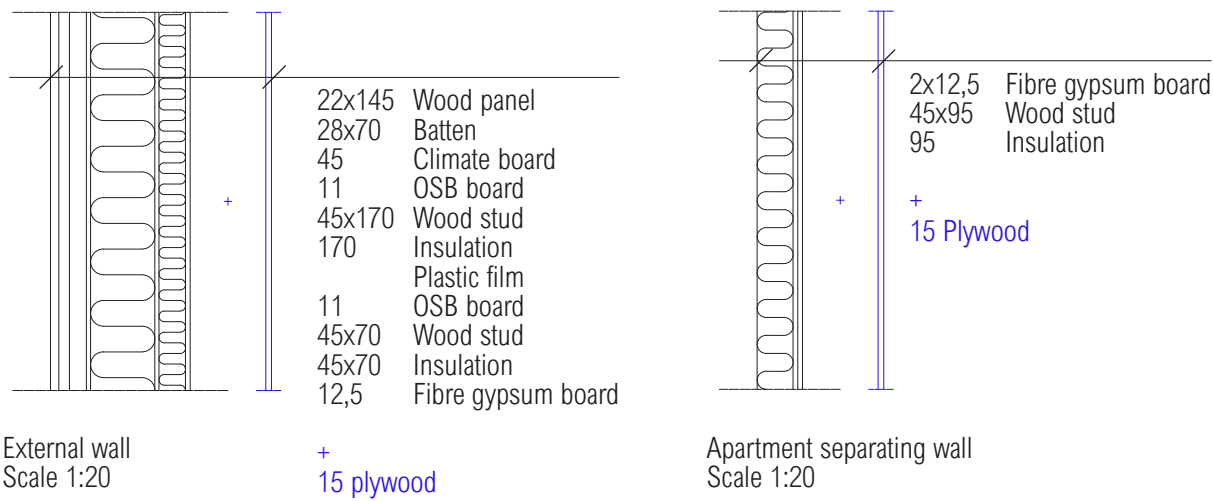 22x145 Wood panel
28x70 Batten
45 Climate board
11 OSB board
45x170 Wood stud
170 Insulation
Plastic film
11 OSB board
45x70 Wood stud
45x70 Insulation
12,5 Fibre gypsum board
+
+
15 plywood
External wall
Scale 1:20
2x12,5 Fibre gypsum board
45x95 Wood stud
95 Insulation
+
+
15 Plywood
Apartment separating wall
Scale 1:20